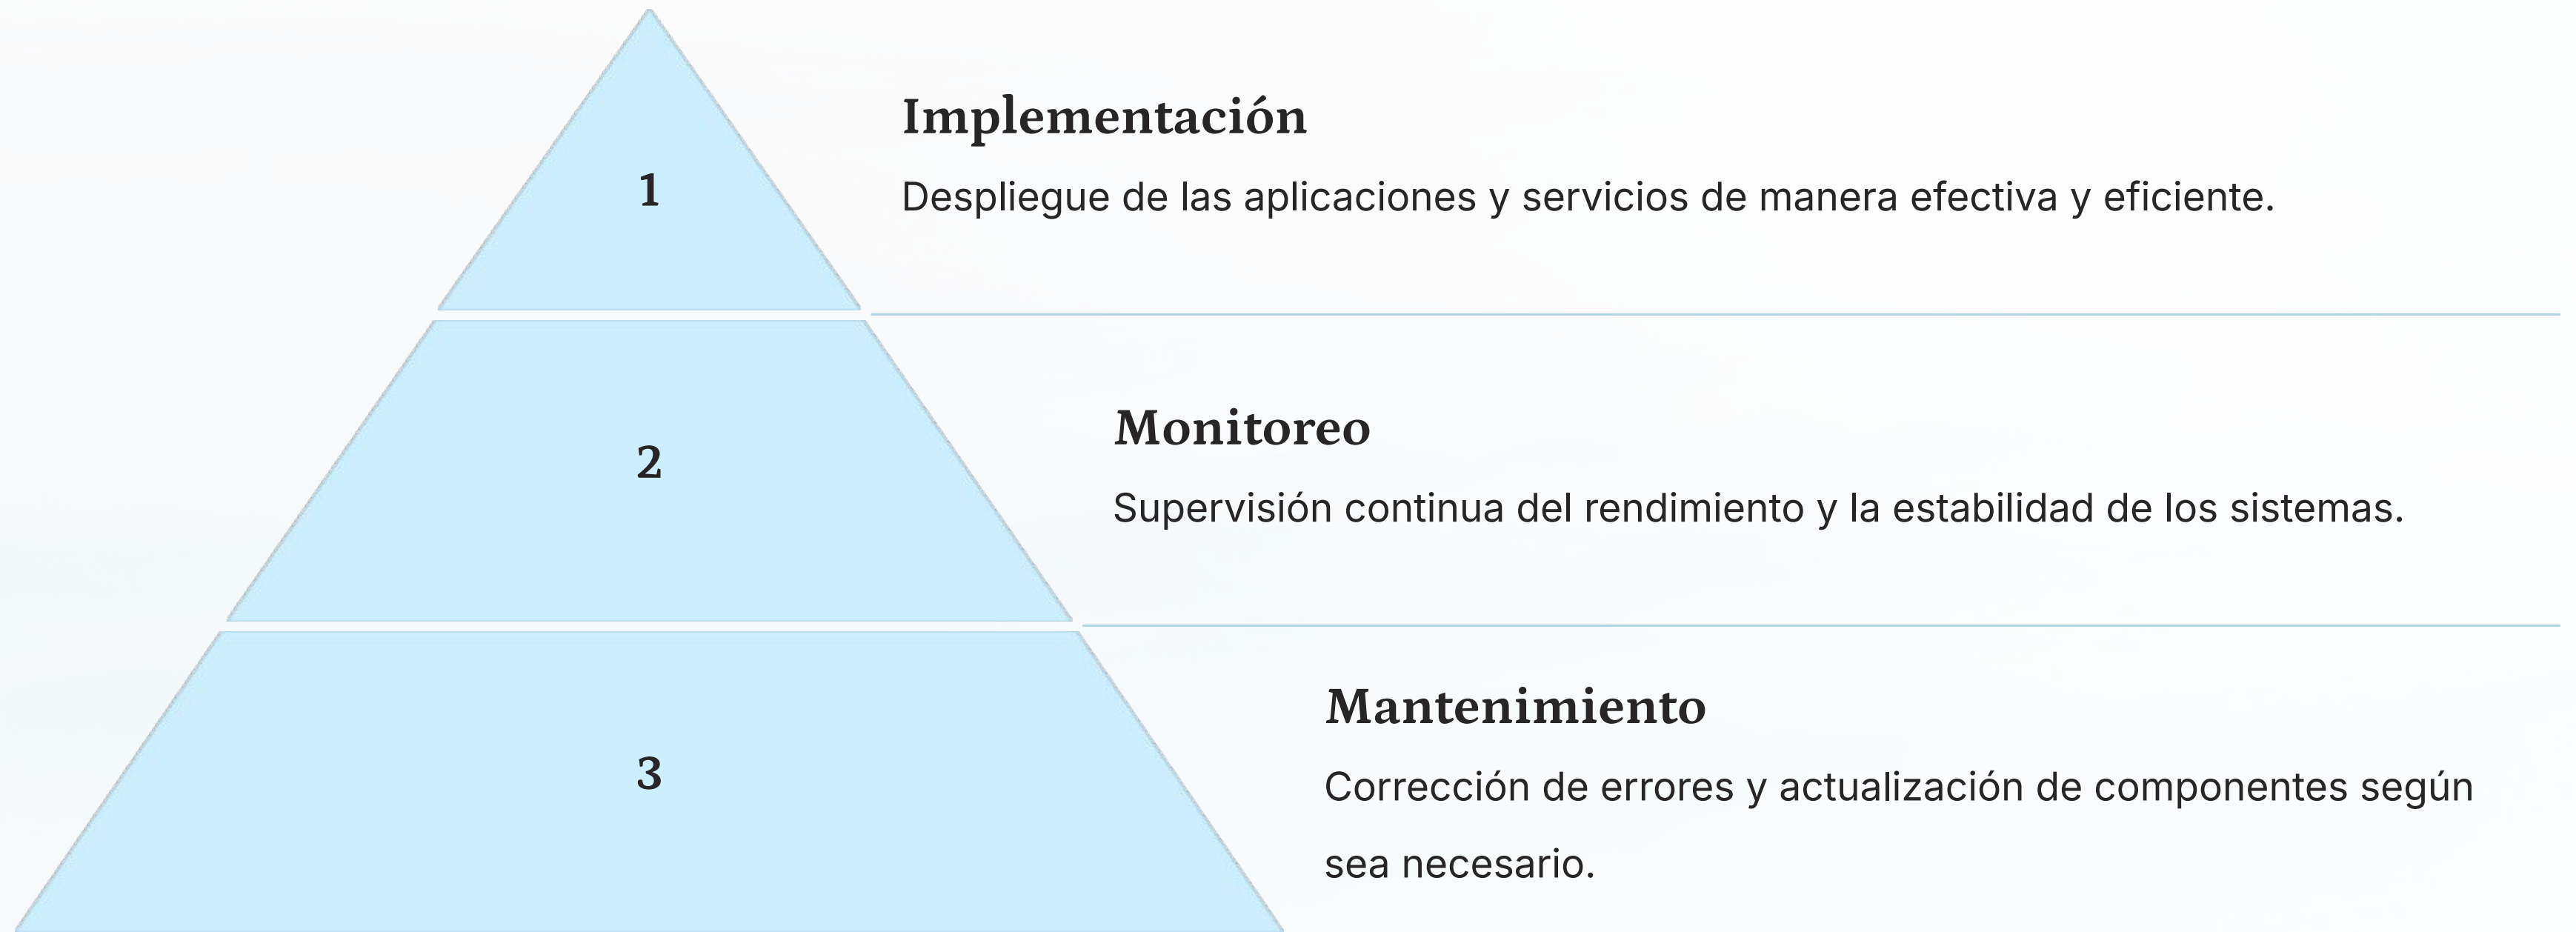 1
Implementación
Despliegue de las aplicaciones y servicios de manera efectiva y eficiente.
2
Monitoreo
Supervisión continua del rendimiento y la estabilidad de los sistemas.
3
Mantenimiento
Corrección de errores y actualización de componentes según
sea necesario.